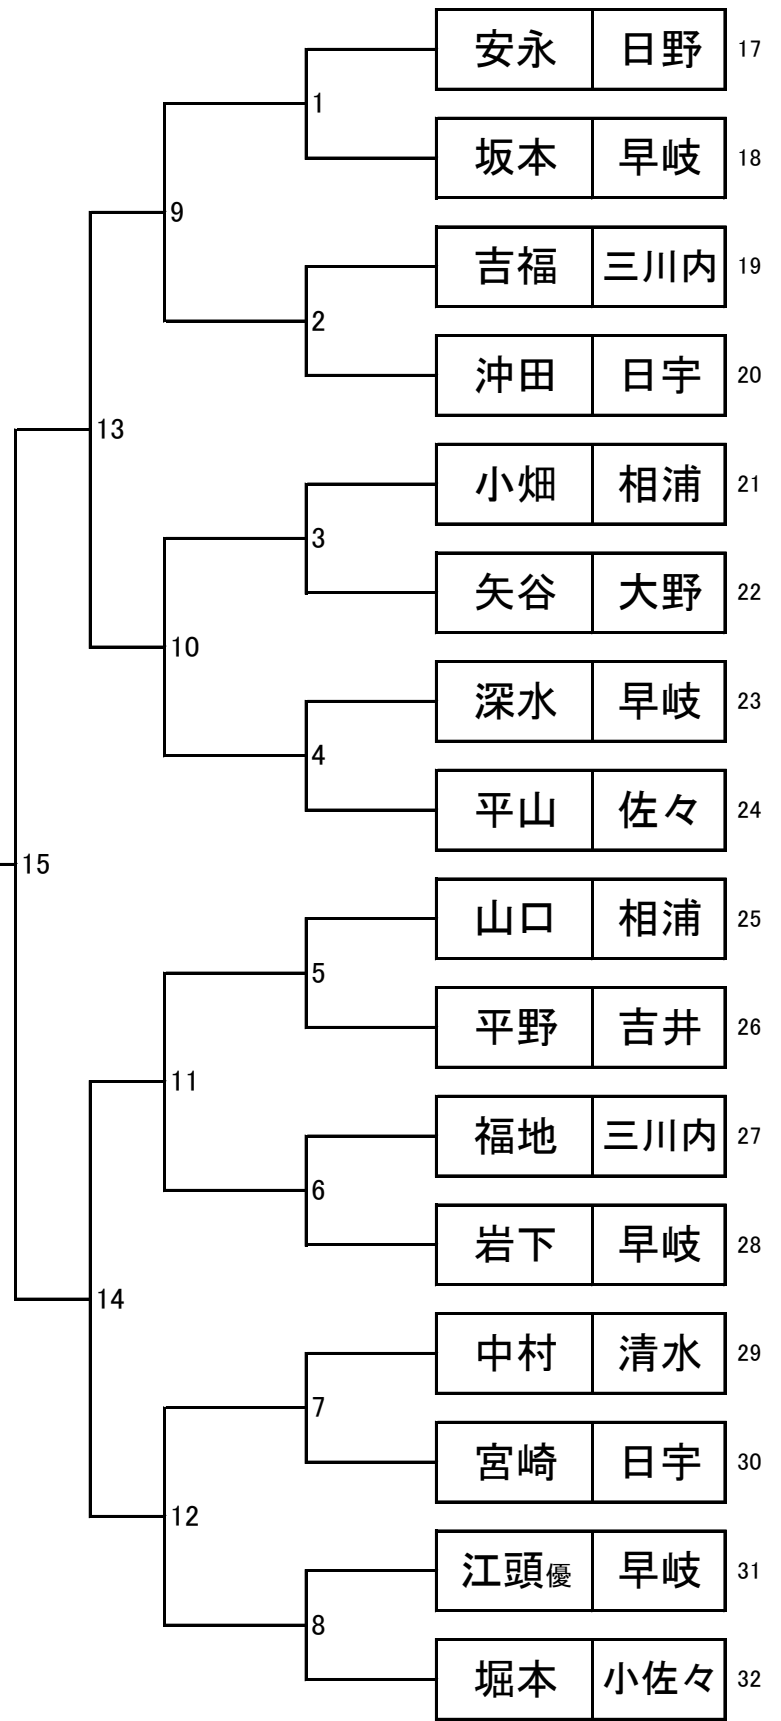 安永 日野 17
1
坂本 早岐 18
9
吉福 三川内 19
2
沖田 日宇 20
13
小畑 相浦 21
3
矢谷 大野 22
10
深水 早岐 23
4
平山 佐々 24
15
山口 相浦 25
5
平野 吉井 26
11
福地 三川内 27
6
岩下 早岐 28
14
中村 清水 29
7
宮崎 日宇 30
12
江頭優 早岐 31
8
堀本 小佐々 32